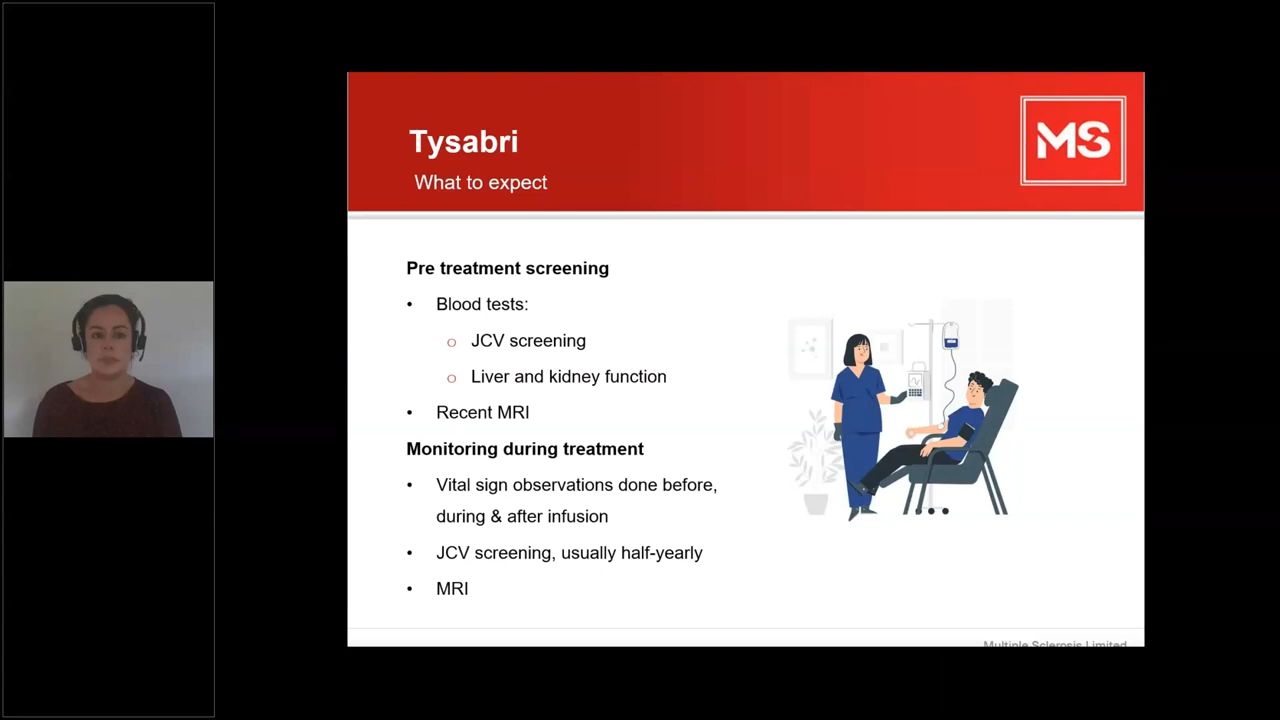 Tysabri
What to expect
MS
Pre treatment screening
• Blood tests:
o JCV screening
o Liver and kidney function
• Recent MRI
Monitoring during treatment
• Vital sign observations done before,
during & after infusion
• JCV screening, usually half-yearly
• MRI
Multiple Sclerosis Limited